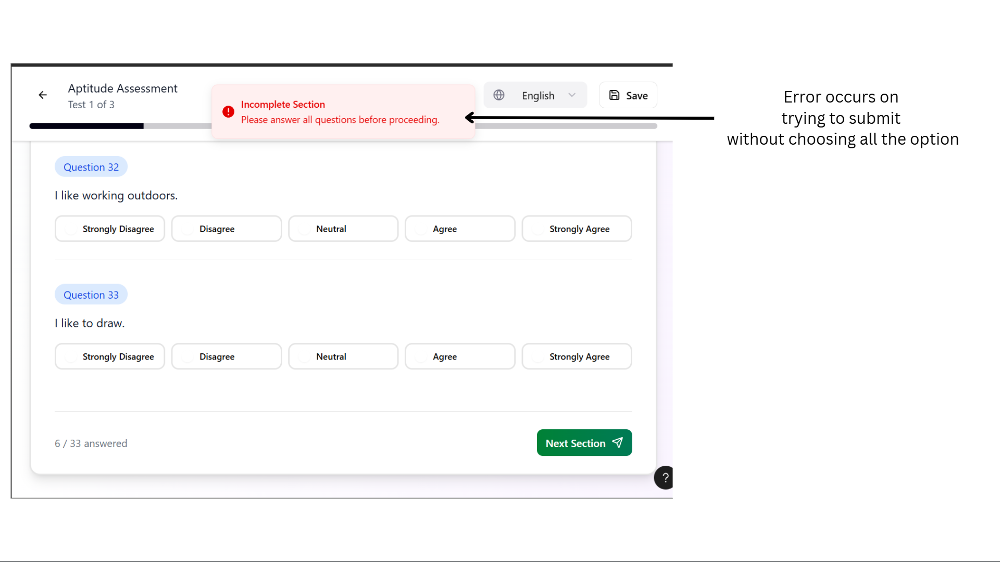 Aptitude Assessment
Test 1 of 3
Incomplete Section
Please answer all questions before proceeding.
English
Save
Error occurs on
trying to submit
without choosing all the option
Question 32
I like working outdoors.
Strongly Disagree Disagree Neutral Agree Strongly Agree
Question 33
I like to draw.
Strongly Disagree Disagree Neutral Agree Strongly Agree
6 / 33 answered
Next Section
?